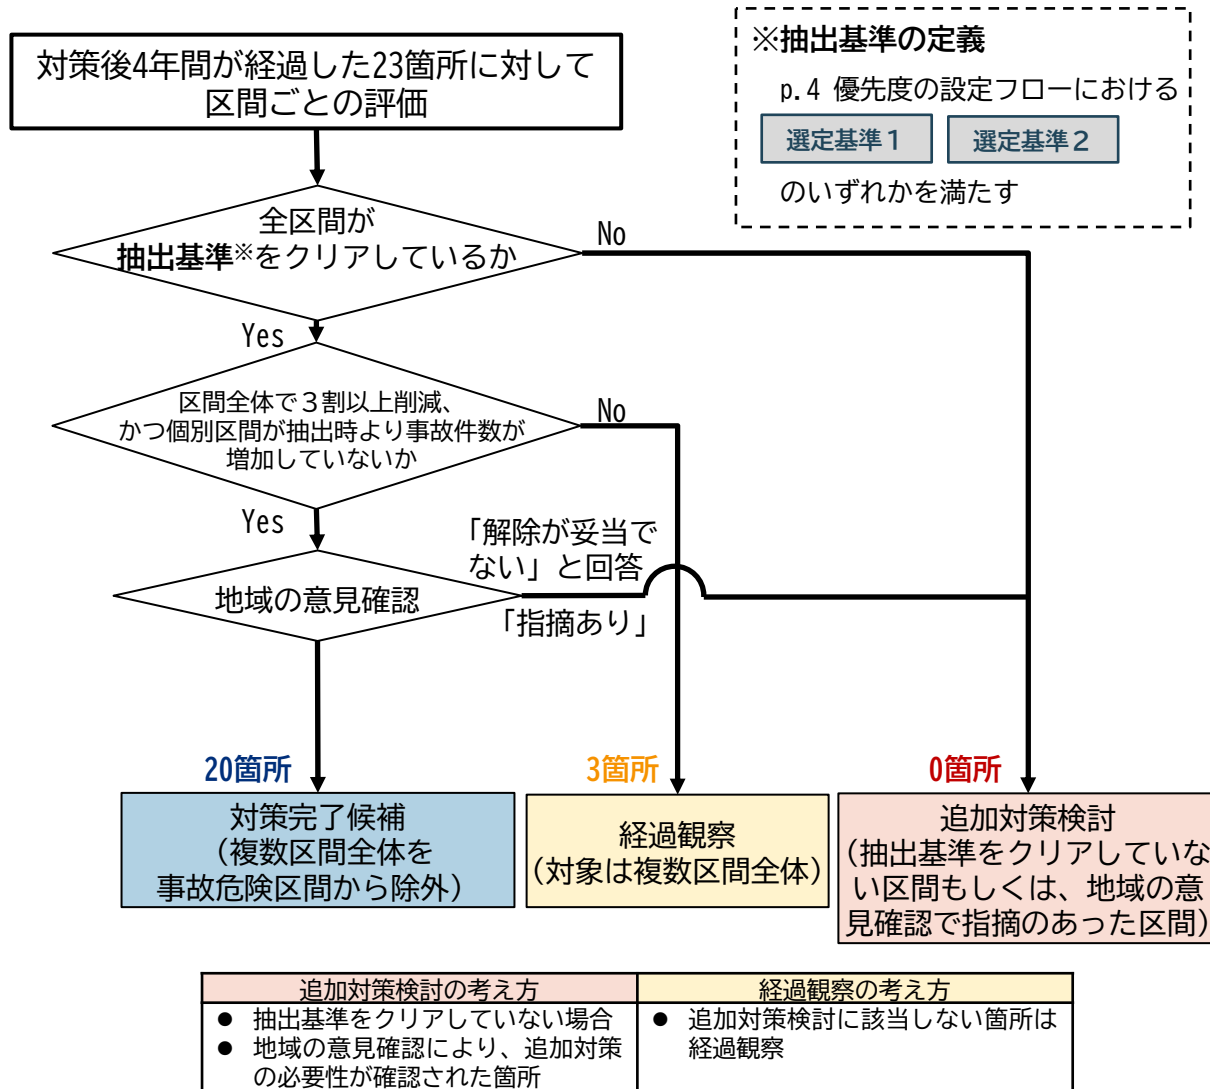 対策後4年間が経過した23箇所に対して
区間ごとの評価
※抽出基準の定義
p.4 優先度の設定フローにおける
選定基準１
選定基準２
のいずれかを満たす
全区間が
抽出基準※をクリアしているか
No
Yes
区間全体で３割以上削減、
かつ個別区間が抽出時より事故件数が
増加していないか
No
Yes
「解除が妥当で
ない」と回答
地域の意見確認
「指摘あり」
20箇所
3箇所
0箇所
対策完了候補
（複数区間全体を
事故危険区間から除外）
経過観察
（対象は複数区間全体）
追加対策検討
（抽出基準をクリアしていな
い区間もしくは、地域の意
見確認で指摘のあった区間）
追加対策検討の考え方
● 抽出基準をクリアしていない場合
● 地域の意見確認により、追加対策
の必要性が確認された箇所
経過観察の考え方
● 追加対策検討に該当しない箇所は
経過観察